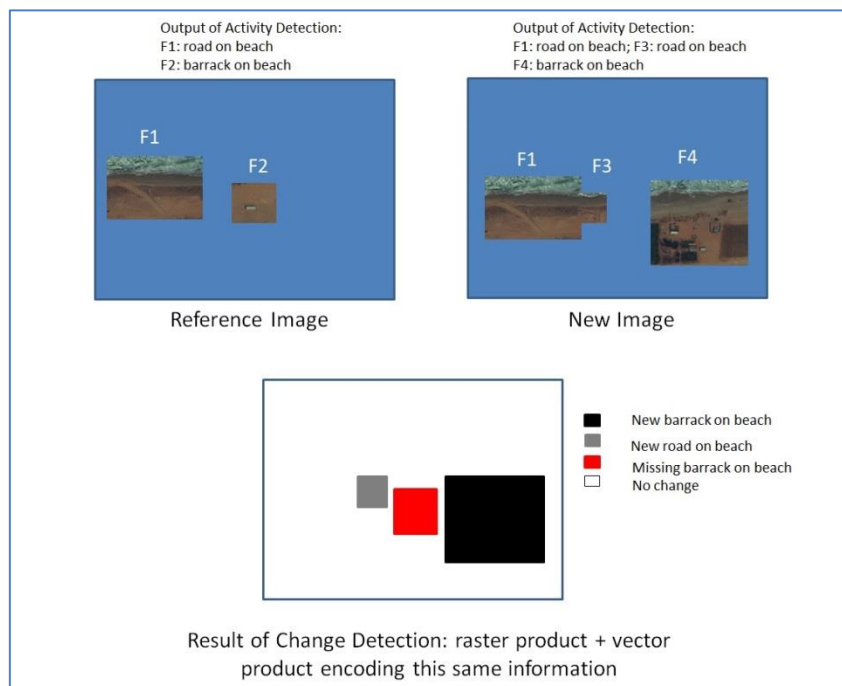 Output of Activity Detection:
F1: road on beach
F2: barrack on beach
Output of Activity Detection:
F1: road on beach; F3: road on beach
F4: barrack on beach
F1
F2
F1
F3
F4
Reference Image
New Image
New barrack on beach
New road on beach
Missing barrack on beach
No change
Result of Change Detection: raster product + vector
product encoding this same information